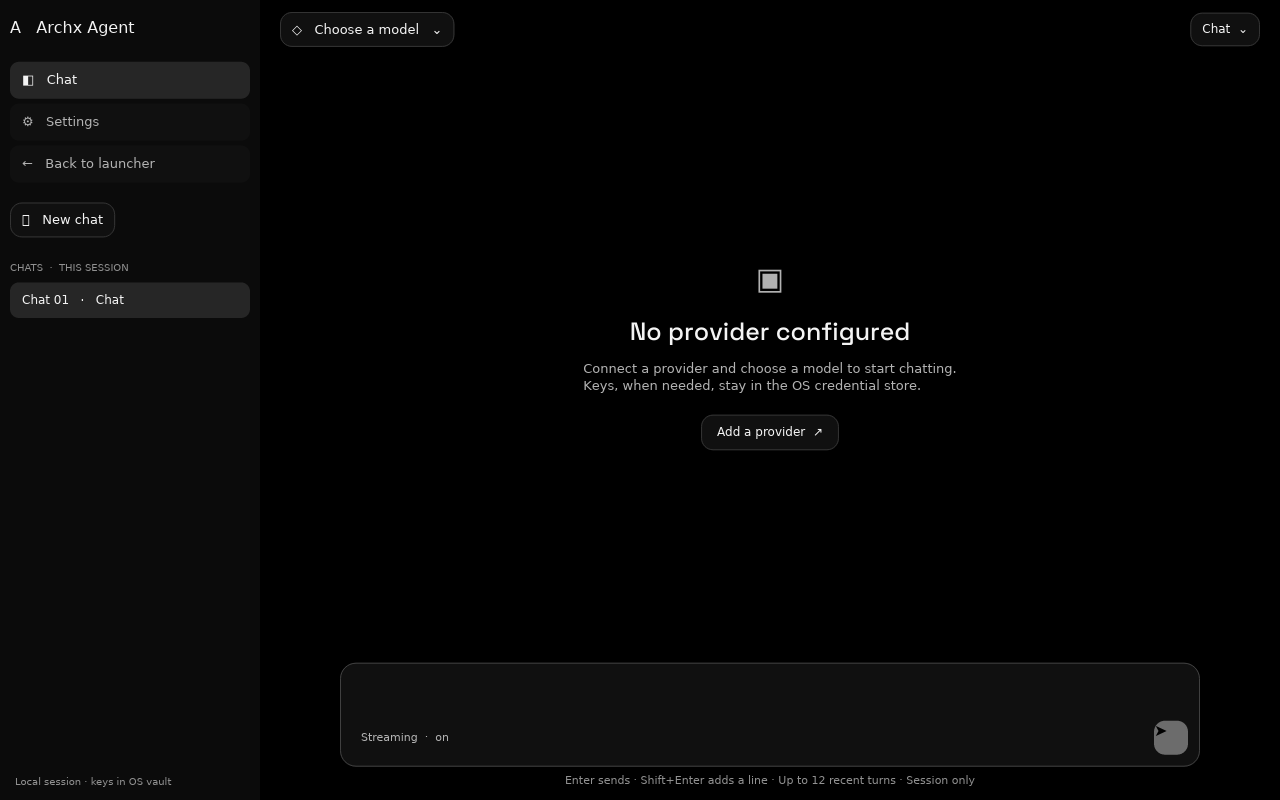 A Archx Agent
Chat
Settings
← Back to launcher
New chat
CHATS · THIS SESSION
Chat 01 · Chat
Local session · keys in OS vault
Choose a model
Chat
No provider configured
Connect a provider and choose a model to start chatting.
Keys, when needed, stay in the OS credential store.
Add a provider ↗
Streaming · on
Enter sends · Shift+Enter adds a line · Up to 12 recent turns · Session only